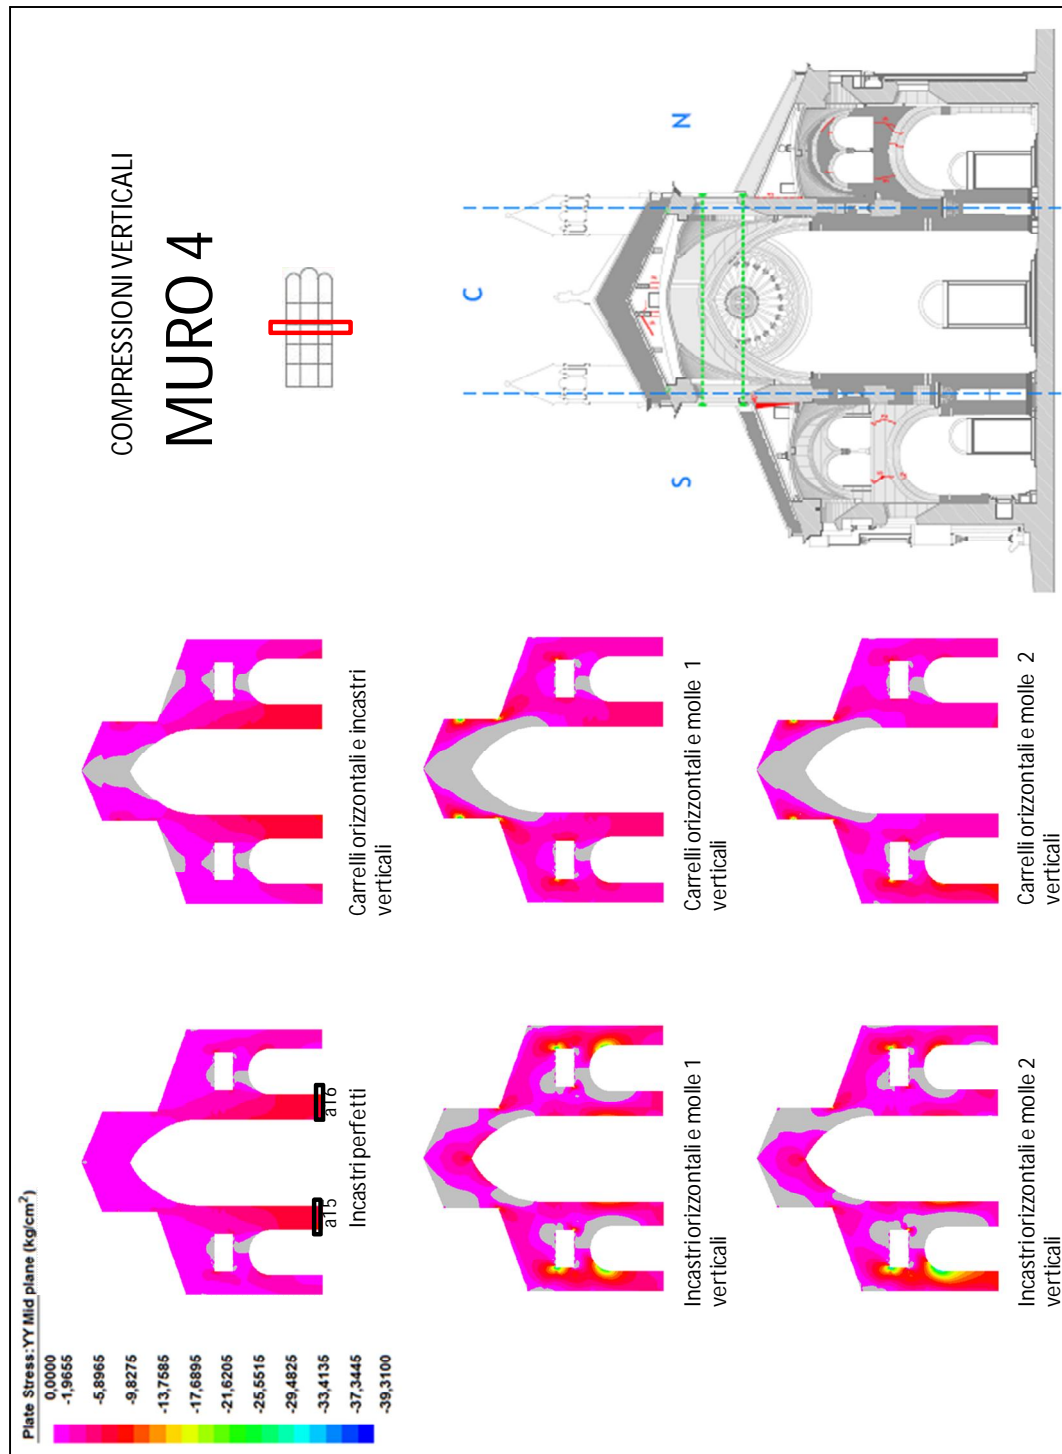 COMPRESSIONI VERTICALI
MURO 4
Plate Stress:YY Mid plane (kg/cm²)
0,0000
-1,9655
-5,8965
-9,8275
-13,7585
-17,6895
-21,6205
-25,5515
-29,4825
-33,4135
-37,3445
-39,3100
a15
a16
Incastri perfetti
Carrelli orizzontali e incastri
verticali
S
C
N
Incastri orizzontali e molle 1
verticali
Carrelli orizzontali e molle 1
verticali
Incastri orizzontali e molle 2
verticali
Carrelli orizzontali e molle 2
verticali